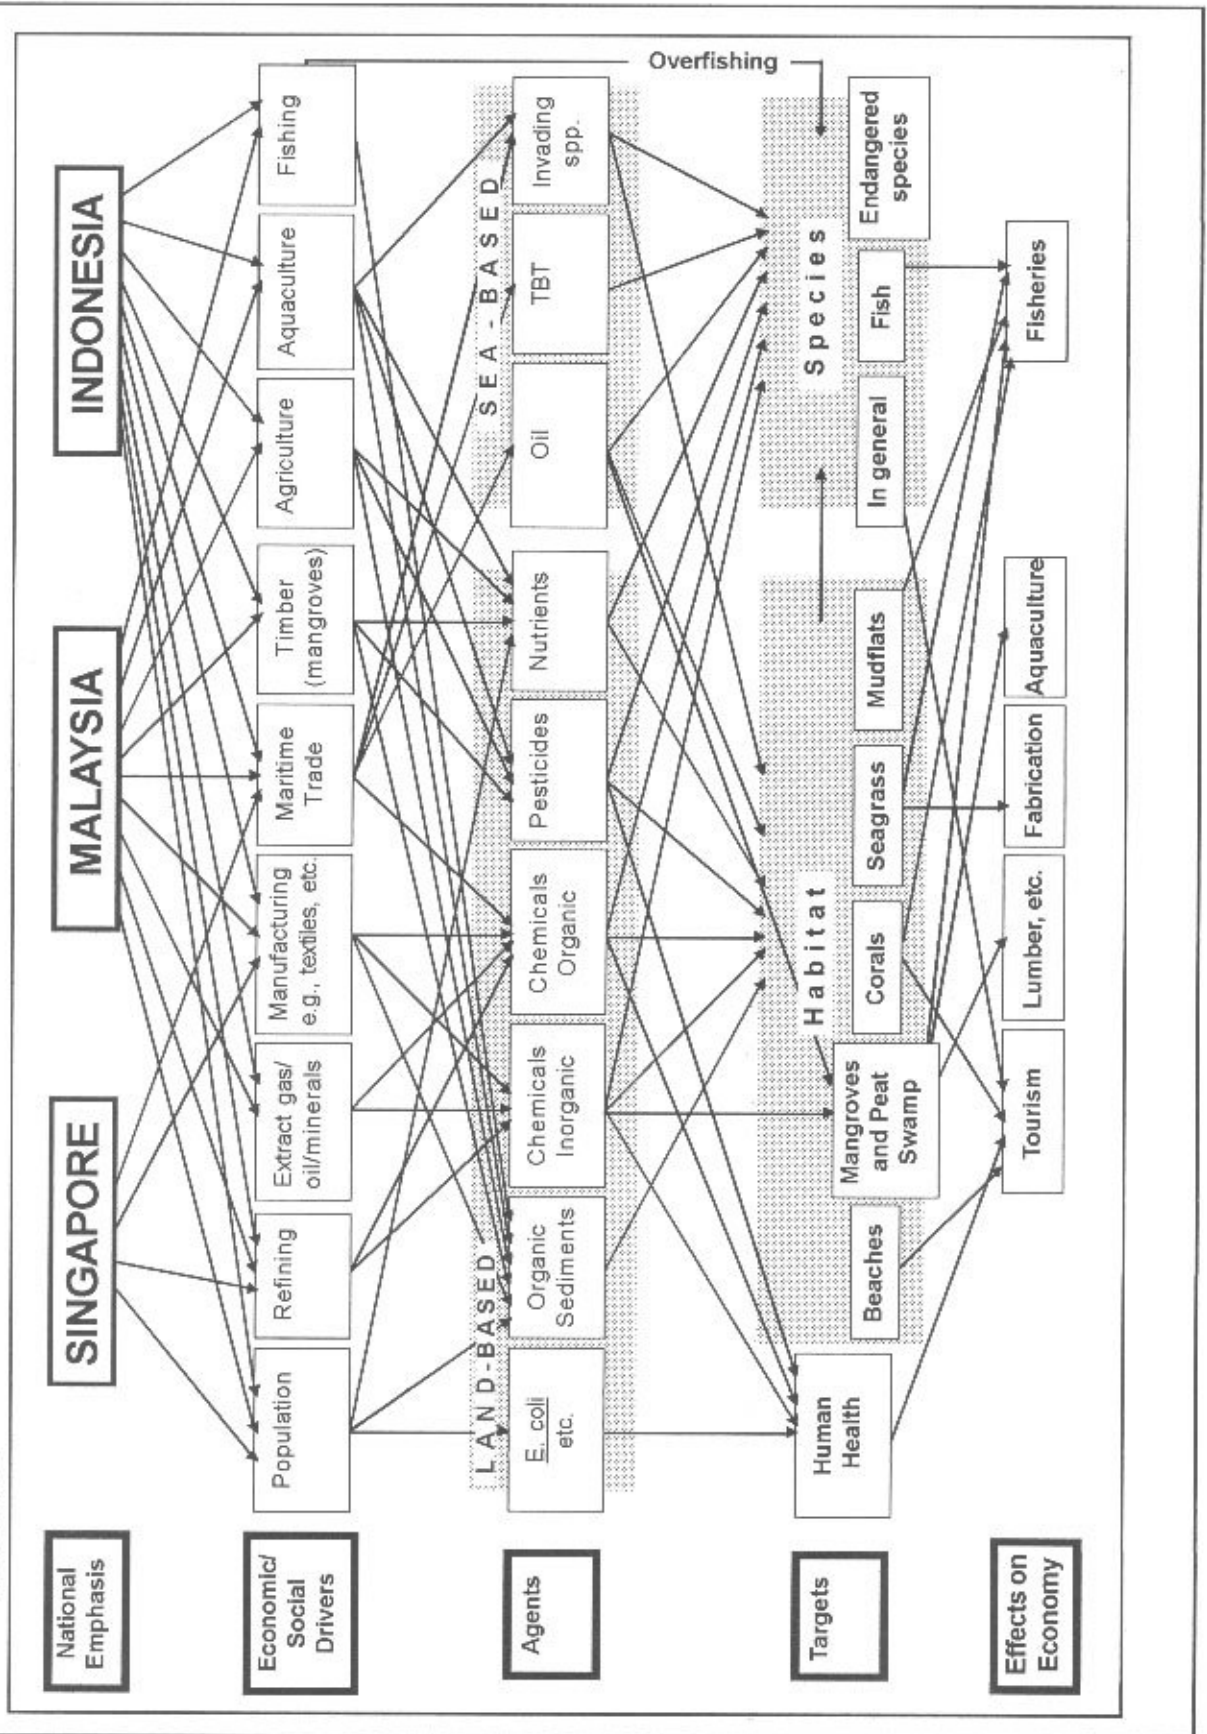 National
Emphasis
SINGAPORE
MALAYSIA
INDONESIA
Economic/
Social
Drivers
Population
Refining
Extract gas/
oil/minerals
Manufacturing
e.g., textiles, etc.
Maritime
Trade
Timber
(mangroves)
Agriculture
Aquaculture
Fishing
Overfishing
LAND-BASED
SEA-BASED
Agents
E. coli
etc.
Organic
Sediments
Chemicals
Inorganic
Chemicals
Organic
Pesticides
Nutrients
Oil
TBT
Invading
spp.
Targets
Human
Health
Habitat
Beaches
Mangroves
and Peat
Swamp
Corals
Seagrass
Mudflats
Species
In general
Fish
Endangered
species
Effects on
Economy
Tourism
Lumber, etc.
Fabrication
Aquaculture
Fisheries